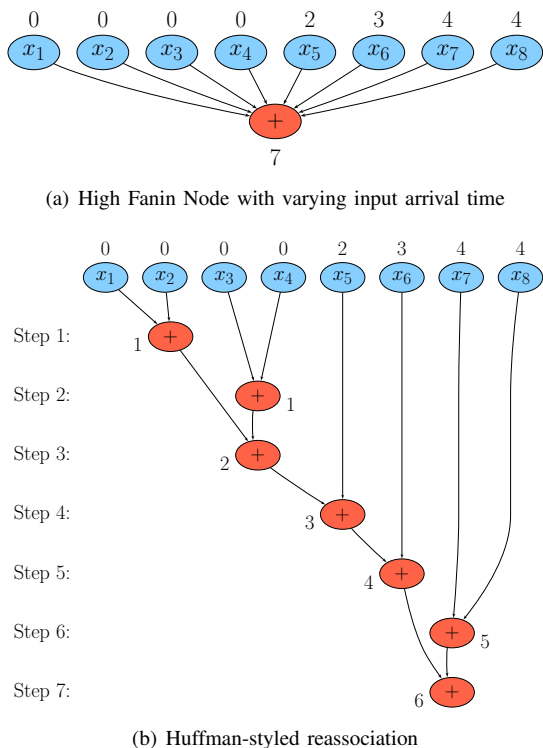 0 0 0 0 2 3 4 4
x₁ x₂ x₃ x₄ x₅ x₆ x₇ x₈
+
7
(a) High Fanin Node with varying input arrival time
0 0 0 0 2 3 4 4
x₁ x₂ x₃ x₄ x₅ x₆ x₇ x₈
Step 1: 1 +
Step 2: + 1
Step 3: 2 +
Step 4: 3 +
Step 5: 4 +
Step 6: + 5
Step 7: 6 +
(b) Huffman-styled reassociation